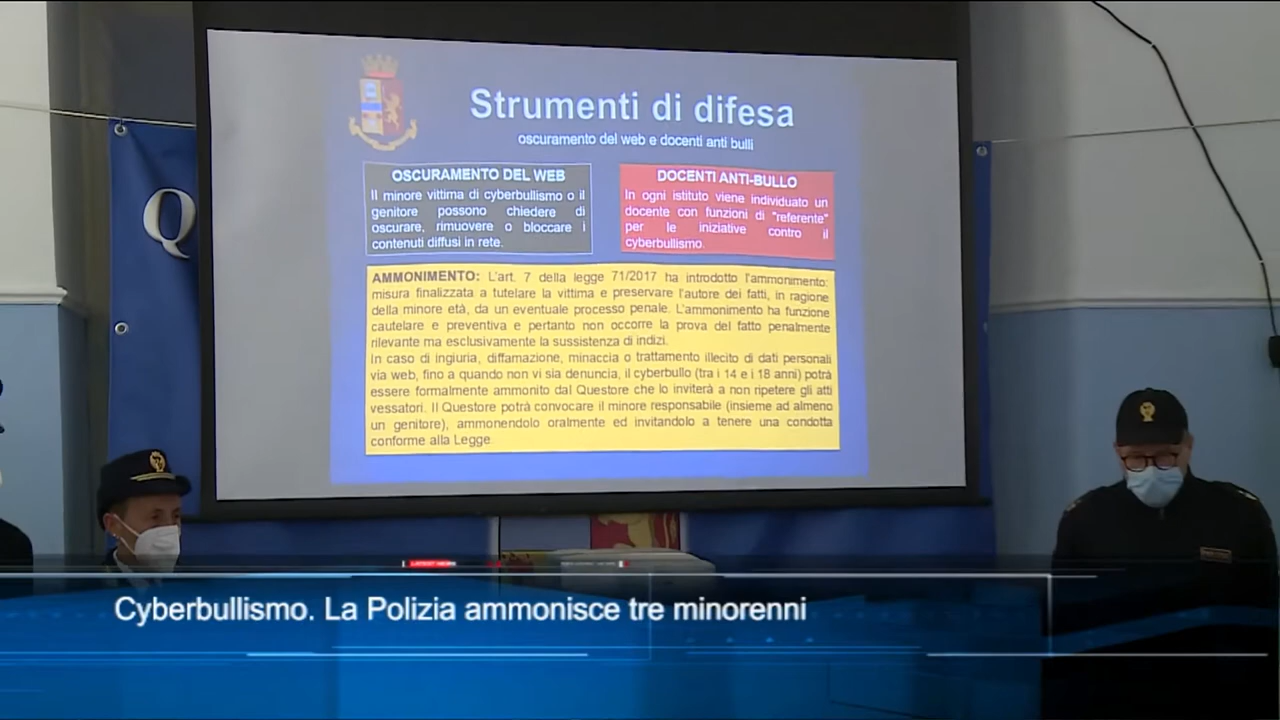 Strumenti di difesa
oscuramento del web e docenti anti bulli
OSCURAMENTO DEL WEB
Il minore vittima di cyberbullismo o il
genitore possono chiedere di
oscurare, rimuovere o bloccare i
contenuti diffusi in rete.
DOCENTI ANTI-BULLO
In ogni istituto viene individuato un
docente con funzioni di "referente"
per le iniziative contro il
cyberbullismo.
AMMONIMENTO: L'art. 7 della legge 71/2017 ha introdotto l'ammonimento:
misura finalizzata a tutelare la vittima e preservare l'autore dei fatti, in ragione
della minore età, da un eventuale processo penale. L'ammonimento ha funzione
cautelare e preventiva e pertanto non occorre la prova del fatto penalmente
rilevante ma esclusivamente la sussistenza di indizi.
In caso di ingiuria, diffamazione, minaccia o trattamento illecito di dati personali
via web, fino a quando non vi sia denuncia, il cyberbullo (tra i 14 e i 18 anni) potrà
essere formalmente ammonito dal Questore che lo inviterà a non ripetere gli atti
vessatori. Il Questore potrà convocare il minore responsabile (insieme ad almeno
un genitore), ammonendolo oralmente ed invitandolo a tenere una condotta
conforme alla Legge.
Q
LATEST NEWS
Cyberbullismo. La Polizia ammonisce tre minorenni